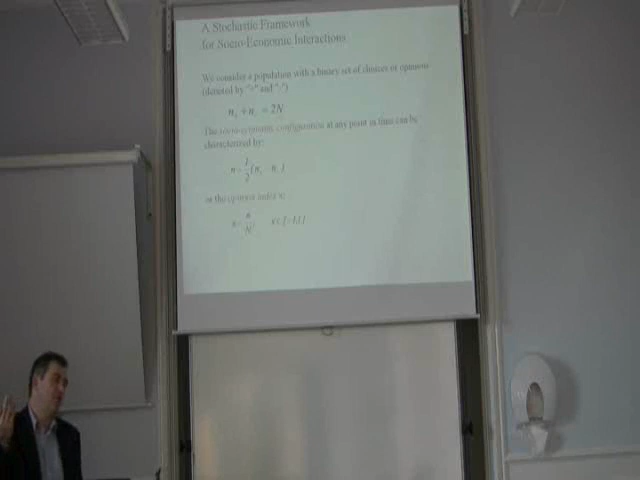 A Stochastic Framework
for Socio-Economic Interactions
We consider a population with a binary set of choices or opinions
(denoted by "+" and "-")
n₊ + n₋ = 2N
The socio-economic configuration at any point in time can be
characterized by:
n = 1/2 (n₊ - n₋)
or the opinion index x:
x = n/N, x ∈ [-1,1]